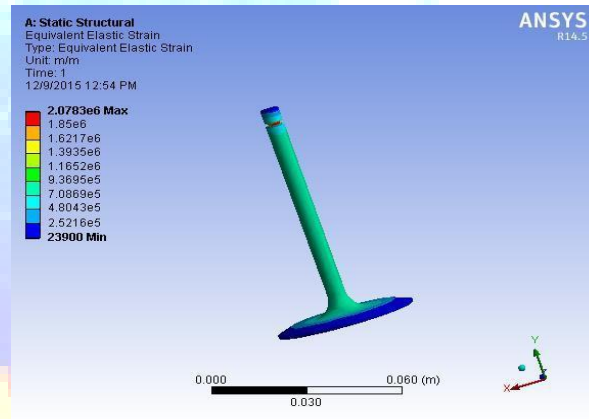 A: Static Structural
Equivalent Elastic Strain
Type: Equivalent Elastic Strain
Unit: m/m
Time: 1
12/9/2015 12:54 PM
2.0783e6 Max
1.85e6
1.6217e6
1.3935e6
1.1652e6
9.3695e5
7.0869e5
4.8043e5
2.5216e5
23900 Min
ANSYS
R14.5
0.000
0.060 (m)
0.030
Y
X